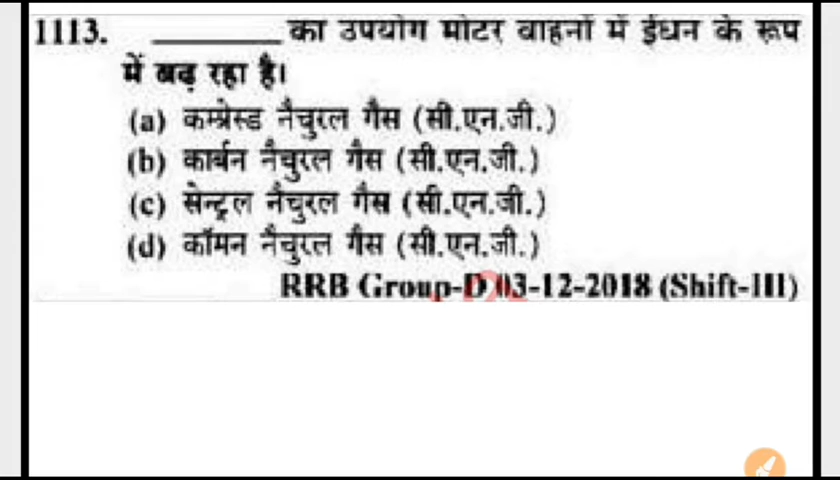 1113. ________ का उपयोग मोटर वाहनों में ईंधन के रूप
में बढ़ रहा है।
(a) कम्प्रेस्ड नैचुरल गैस (सी.एन.जी.)
(b) कार्बन नैचुरल गैस (सी.एन.जी.)
(c) सेन्ट्रल नैचुरल गैस (सी.एन.जी.)
(d) कॉमन नैचुरल गैस (सी.एन.जी.)
RRB Group-D 03-12-2018 (Shift-III)